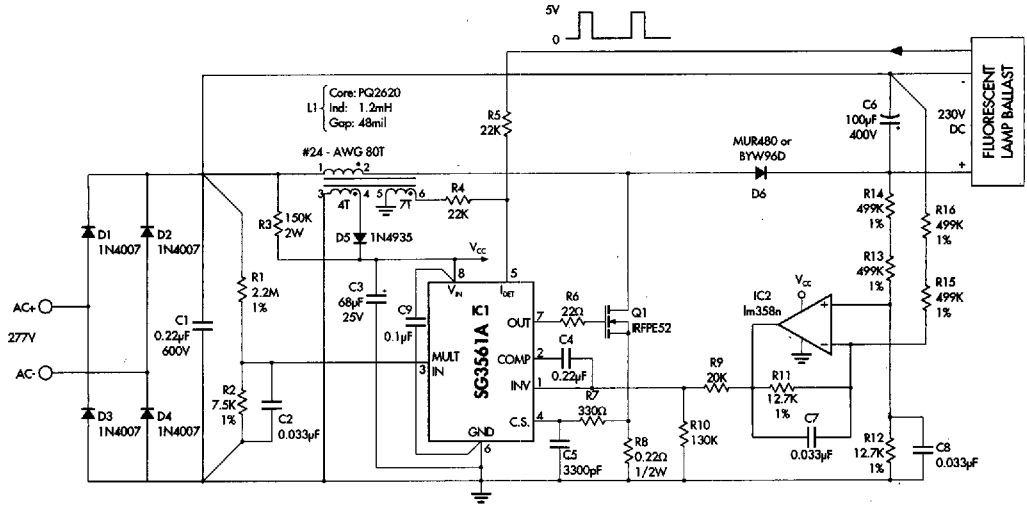 5V
0
Core: PQ2620
L1 Ind: 1.2mH
Gap: 48mil
#24 - AWG 80T
1 2
3 4 5 6
4T 7T
R5
22K
R4
22K
MUR480 or
BYW96D
D6
C6
100µF
400V
+
-
230V
DC
+
FLUORESCENT
LAMP BALLAST
R14
499K
1%
R16
499K
1%
R13
499K
1%
R15
499K
1%
D1
1N4007
D2
1N4007
R3
150K
2W
D5 1N4935
VCC
R1
2.2M
1%
C3
68µF
25V
+
C9
0.1µF
8
VIN
5
IDET
IC1
SG3561A
OUT
7
R6
22Ω
Q1
IRFPE52
VCC
IC2
lm358n
+
-
AC+
277V
AC-
C1
0.22µF
600V
MULT
IN
3
COMP
2
C4
0.22µF
INV
1
C.S.
4
GND
6
R7
330Ω
R9
20K
R11
12.7K
1%
C7
0.033µF
R2
7.5K
1%
C2
0.033µF
D3
1N4007
D4
1N4007
C5
3300pF
R8
0.22Ω
1/2W
R10
130K
R12
12.7K
1%
C8
0.033µF